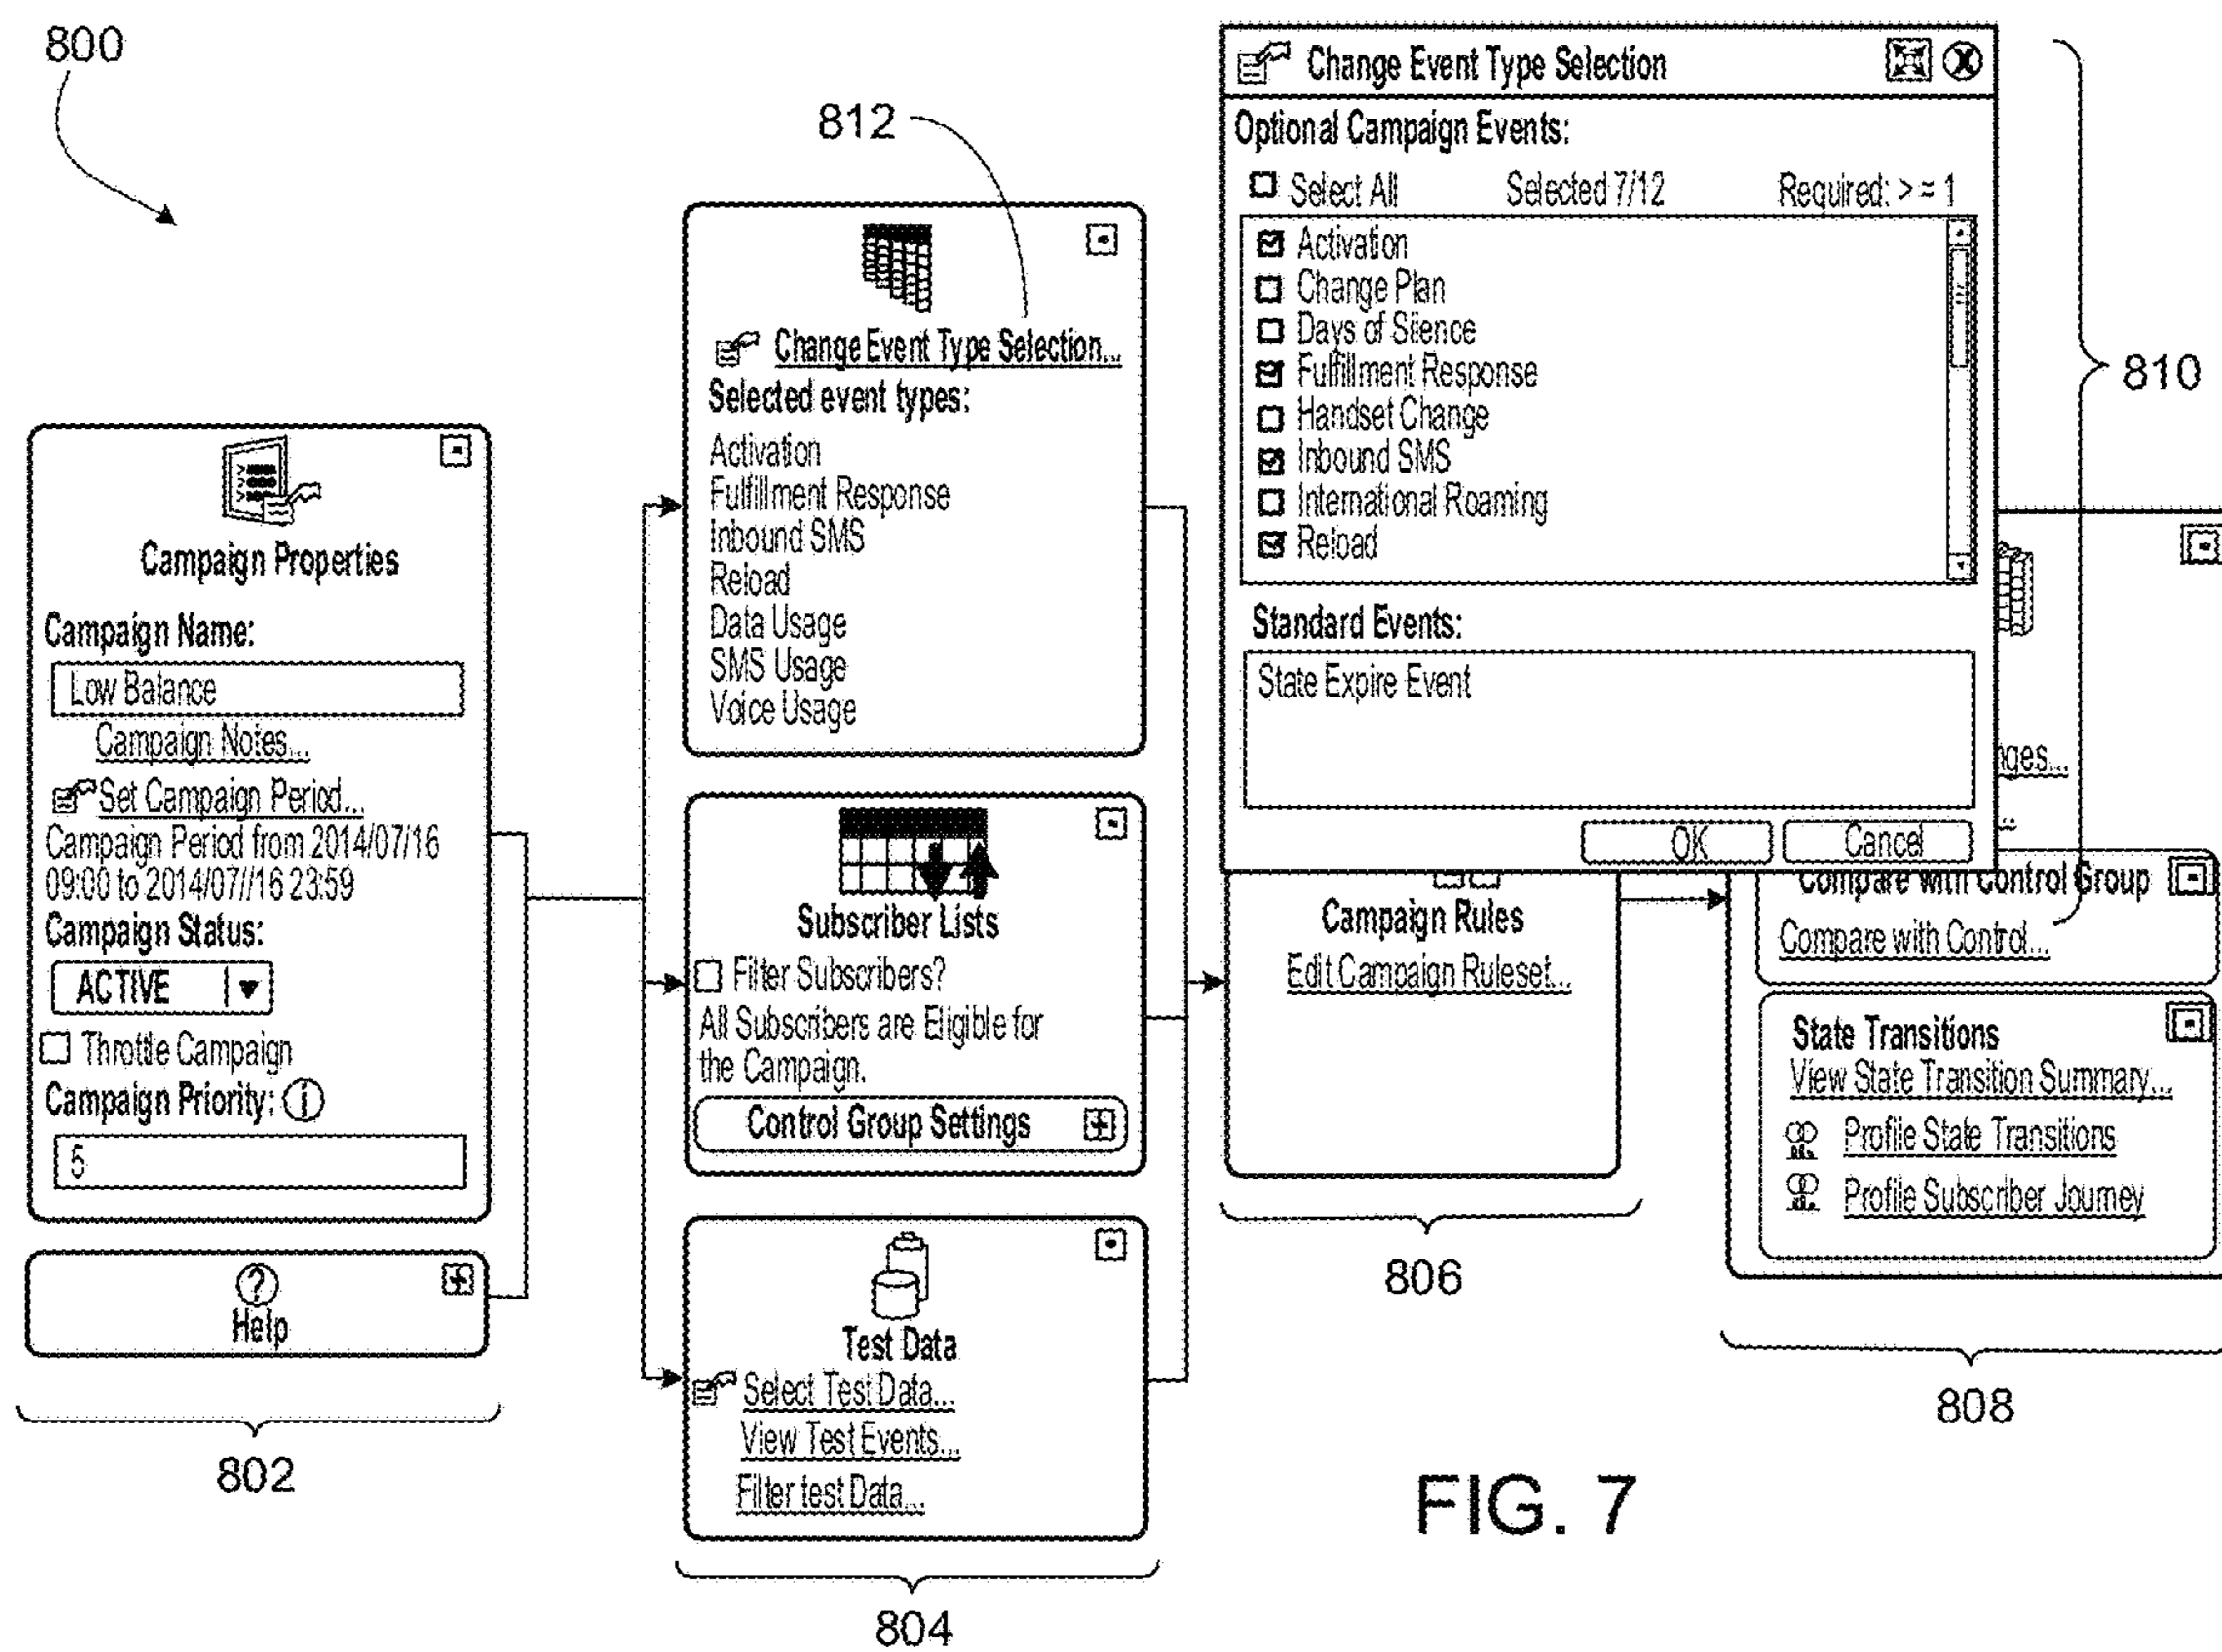 800
812
Campaign Properties
Campaign Name:
Low Balance
Campaign Notes...
Set Campaign Period...
Campaign Period from 2014/07/16
09:00 to 2014/07//16 23:59
Campaign Status:
ACTIVE
Throttle Campaign
Campaign Priority: i
5
?
Help
802
Change Event Type Selection...
Selected event types:
Activation
Fulfillment Response
Inbound SMS
Reload
Data Usage
SMS Usage
Voice Usage
Subscriber Lists
Filter Subscribers?
All Subscribers are Eligible for
the Campaign.
Control Group Settings +
Test Data
Select Test Data...
View Test Events...
Filter test Data...
804
Change Event Type Selection X
Optional Campaign Events:
Select All Selected 7/12 Required: > = 1
Activation
Change Plan
Days of Slience
Fulfillment Response
Handset Change
Inbound SMS
International Roaming
Reload
Standard Events:
State Expire Event
OK Cancel
810
Campaign Rules
Edit Campaign Ruleset...
806
nges...
Compare with Control Group
Compare with Control...
State Transitions
View State Transition Summary...
Profile State Transitions
Profile Subscriber Journey
808
FIG. 7